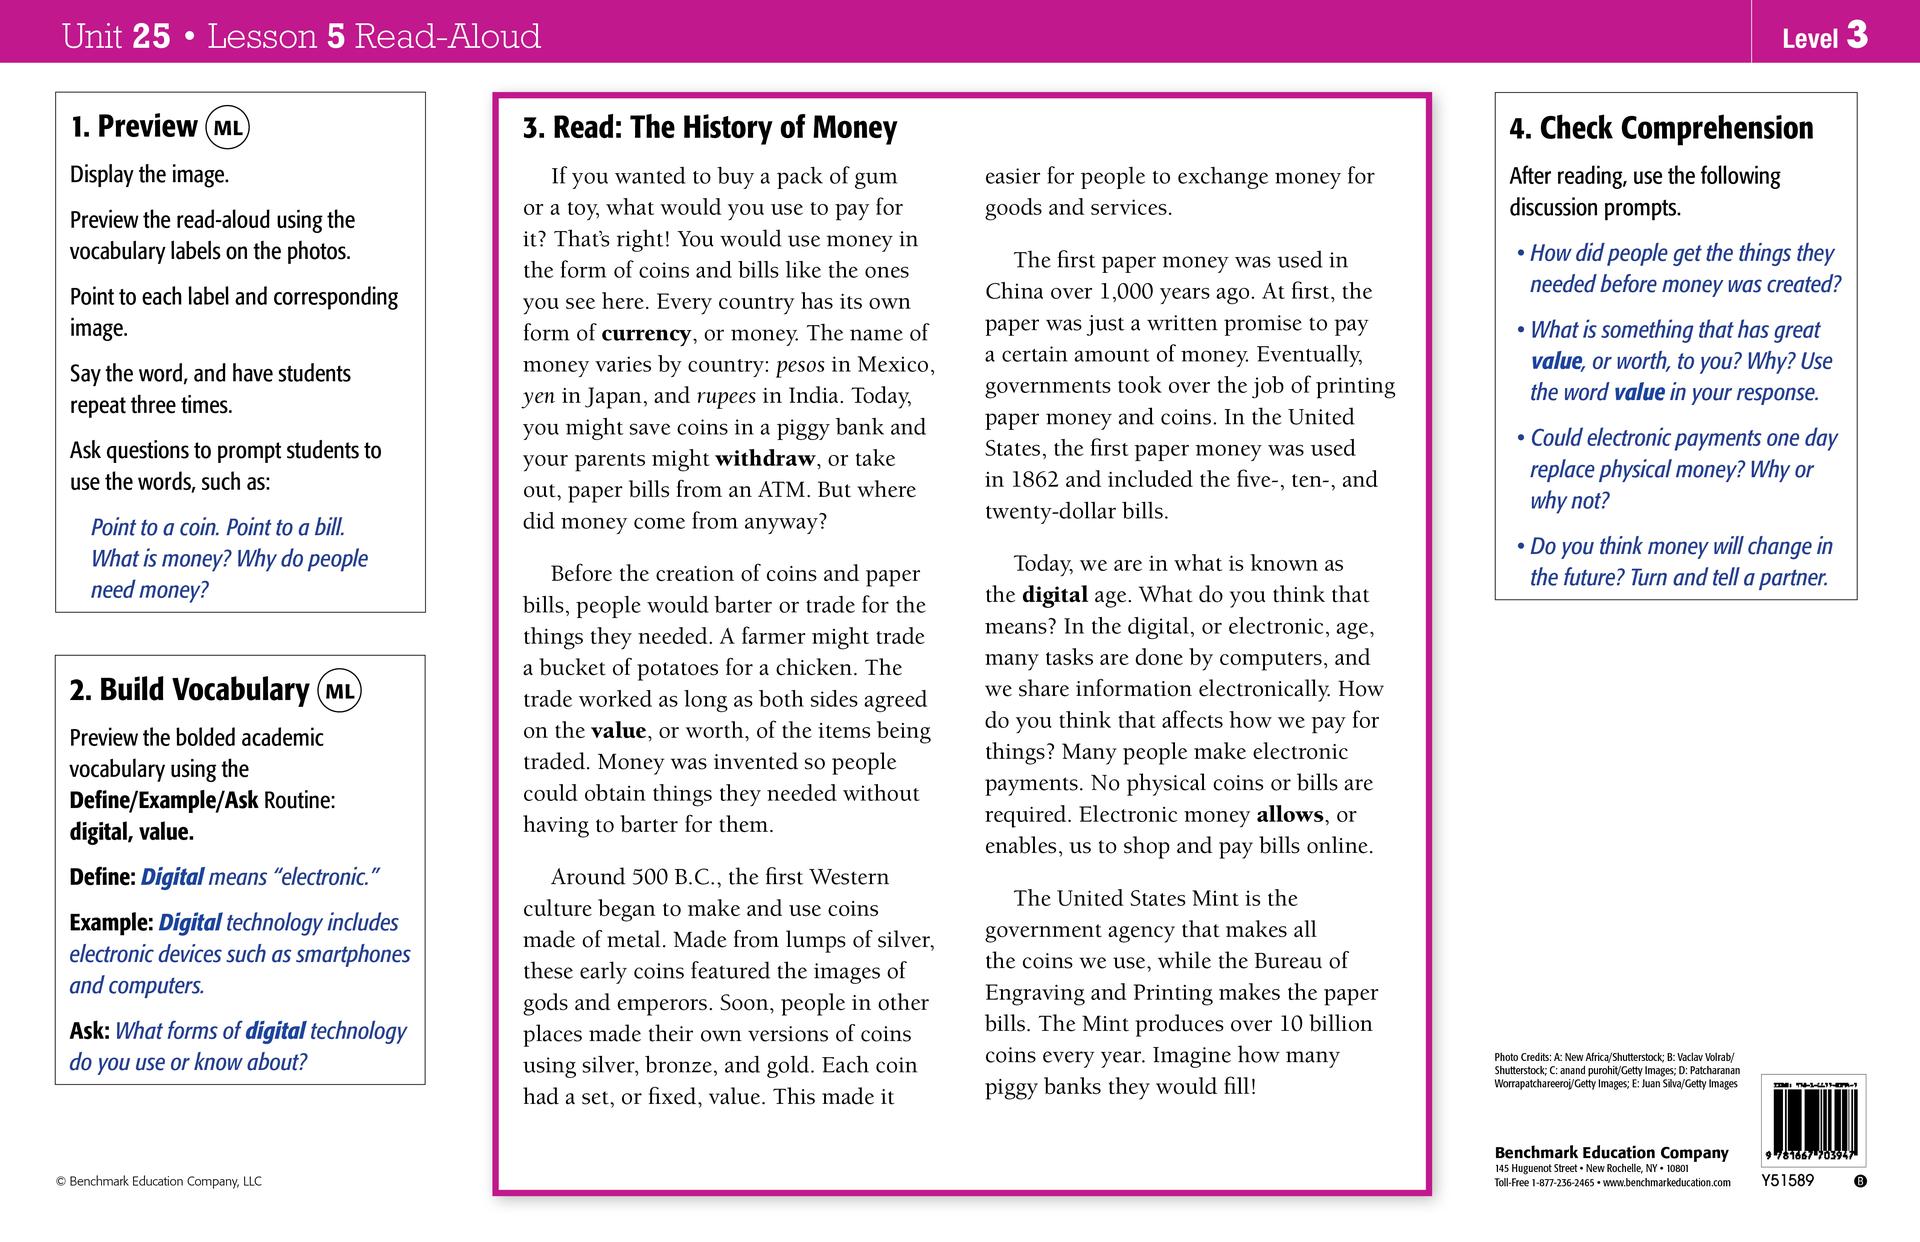 Unit 25 • Lesson 5 Read-Aloud
Level 3
1. Preview ML
Display the image.
Preview the read-aloud using the
vocabulary labels on the photos.
Point to each label and corresponding
image.
Say the word, and have students
repeat three times.
Ask questions to prompt students to
use the words, such as:
Point to a coin. Point to a bill.
What is money? Why do people
need money?
2. Build Vocabulary ML
Preview the bolded academic
vocabulary using the
Define/Example/Ask Routine:
digital, value.
Define: Digital means “electronic.”
Example: Digital technology includes
electronic devices such as smartphones
and computers.
Ask: What forms of digital technology
do you use or know about?
© Benchmark Education Company, LLC
3. Read: The History of Money
If you wanted to buy a pack of gum
or a toy, what would you use to pay for
it? That’s right! You would use money in
the form of coins and bills like the ones
you see here. Every country has its own
form of currency, or money. The name of
money varies by country: pesos in Mexico,
yen in Japan, and rupees in India. Today,
you might save coins in a piggy bank and
your parents might withdraw, or take
out, paper bills from an ATM. But where
did money come from anyway?
Before the creation of coins and paper
bills, people would barter or trade for the
things they needed. A farmer might trade
a bucket of potatoes for a chicken. The
trade worked as long as both sides agreed
on the value, or worth, of the items being
traded. Money was invented so people
could obtain things they needed without
having to barter for them.
Around 500 B.C., the first Western
culture began to make and use coins
made of metal. Made from lumps of silver,
these early coins featured the images of
gods and emperors. Soon, people in other
places made their own versions of coins
using silver, bronze, and gold. Each coin
had a set, or fixed, value. This made it
easier for people to exchange money for
goods and services.
The first paper money was used in
China over 1,000 years ago. At first, the
paper was just a written promise to pay
a certain amount of money. Eventually,
governments took over the job of printing
paper money and coins. In the United
States, the first paper money was used
in 1862 and included the five-, ten-, and
twenty-dollar bills.
Today, we are in what is known as
the digital age. What do you think that
means? In the digital, or electronic, age,
many tasks are done by computers, and
we share information electronically. How
do you think that affects how we pay for
things? Many people make electronic
payments. No physical coins or bills are
required. Electronic money allows, or
enables, us to shop and pay bills online.
The United States Mint is the
government agency that makes all
the coins we use, while the Bureau of
Engraving and Printing makes the paper
bills. The Mint produces over 10 billion
coins every year. Imagine how many
piggy banks they would fill!
4. Check Comprehension
After reading, use the following
discussion prompts.
• How did people get the things they
needed before money was created?
• What is something that has great
value, or worth, to you? Why? Use
the word value in your response.
• Could electronic payments one day
replace physical money? Why or
why not?
• Do you think money will change in
the future? Turn and tell a partner.
Photo Credits: A: New Africa/Shutterstock; B: Vaclav Volrab/
Shutterstock; C: anand purohit/Getty Images; D: Patcharanan
Worrapatchareeroj/Getty Images; E: Juan Silva/Getty Images
Benchmark Education Company
145 Huguenot Street • New Rochelle, NY • 10801
Toll-Free 1-877-236-2465 • www.benchmarkeducation.com
9 781667 703947
Y51589
B